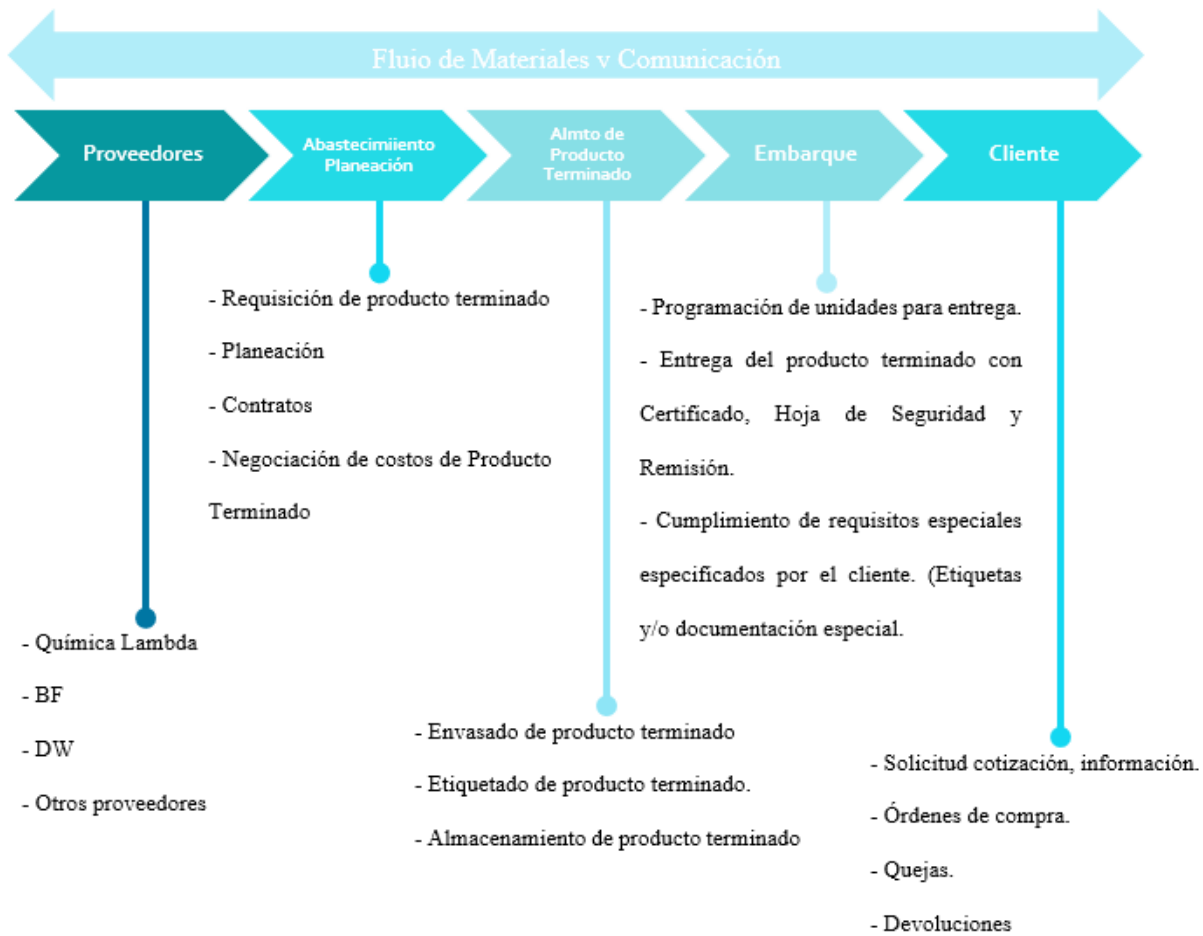 Flujo de Materiales y Comunicación
Proveedores
Abastecimiiento
Planeación
Almto de
Producto
Terminado
Embarque
Cliente
- Requisición de producto terminado
- Planeación
- Contratos
- Negociación de costos de Producto
Terminado
- Programación de unidades para entrega.
- Entrega del producto terminado con
Certificado, Hoja de Seguridad y
Remisión.
- Cumplimiento de requisitos especiales
especificados por el cliente. (Etiquetas
y/o documentación especial.
- Química Lambda
- BF
- DW
- Otros proveedores
- Envasado de producto terminado
- Etiquetado de producto terminado.
- Almacenamiento de producto terminado
- Solicitud cotización, información.
- Órdenes de compra.
- Quejas.
- Devoluciones